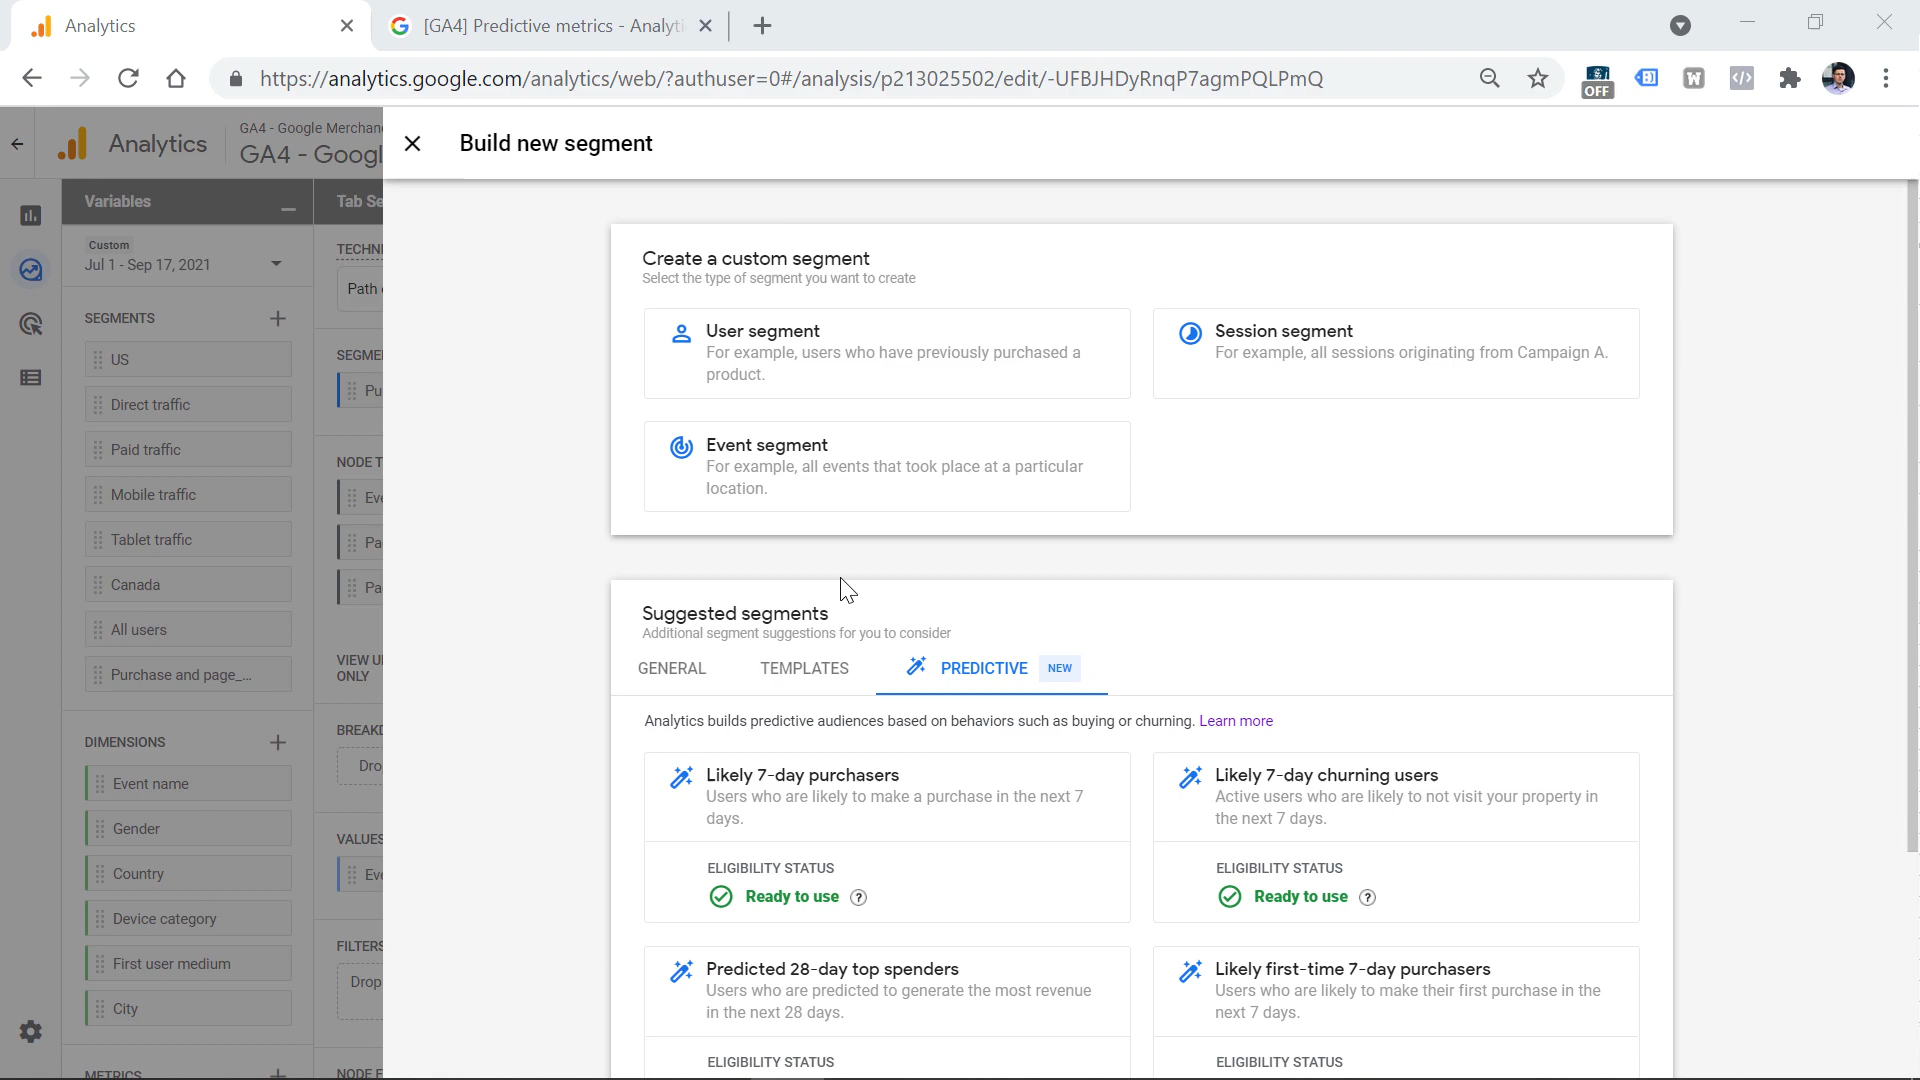 Analytics
[GA4] Predictive metrics - Analyti
https://analytics.google.com/analytics/web/?authuser=0#/analysis/p213025502/edit/-UFBJHDyRnqP7agmPQLPmQ
OFF
W
Analytics
GA4 - Google Merchan
GA4 - Googl
Build new segment
Variables
Tab Se
Custom
Jul 1 - Sep 17, 2021
SEGMENTS
US
Direct traffic
Paid traffic
Mobile traffic
Tablet traffic
Canada
All users
Purchase and page_...
DIMENSIONS
Event name
Gender
Country
Device category
First user medium
City
METRICS
TECHNI
Path
SEGME
Pu
NODE T
Eve
Pa
Pa
VIEW U
ONLY
BREAKD
Dro
VALUES
Eve
FILTERS
Drop
NODE F
Create a custom segment
Select the type of segment you want to create
User segment
For example, users who have previously purchased a
product.
Session segment
For example, all sessions originating from Campaign A.
Event segment
For example, all events that took place at a particular
location.
Suggested segments
Additional segment suggestions for you to consider
GENERAL
TEMPLATES
PREDICTIVE NEW
Analytics builds predictive audiences based on behaviors such as buying or churning. Learn more
Likely 7-day purchasers
Users who are likely to make a purchase in the next 7
days.
ELIGIBILITY STATUS
Ready to use
Likely 7-day churning users
Active users who are likely to not visit your property in
the next 7 days.
ELIGIBILITY STATUS
Ready to use
Predicted 28-day top spenders
Users who are predicted to generate the most revenue
in the next 28 days.
ELIGIBILITY STATUS
Likely first-time 7-day purchasers
Users who are likely to make their first purchase in the
next 7 days.
ELIGIBILITY STATUS